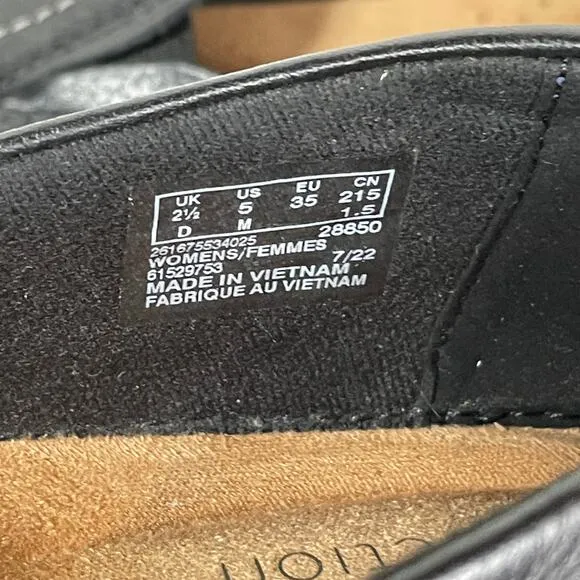 UK US EU CN
2½ 5 35 215
D M 1.5
261675534025 28850
WOMENS/FEMMES
61529753 7/22
MADE IN VIETNAM
FABRIQUE AU VIETNAM